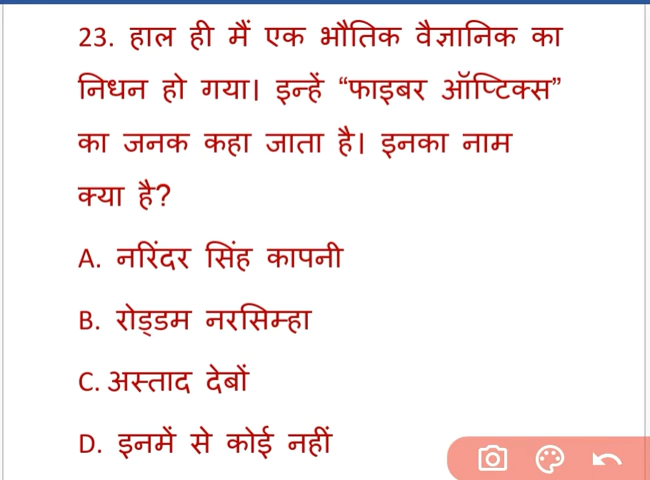 23. हाल ही मैं एक भौतिक वैज्ञानिक का
निधन हो गया। इन्हें “फाइबर ऑप्टिक्स”
का जनक कहा जाता है। इनका नाम
क्या है?
A. नरिंदर सिंह कापनी
B. रोड्डम नरसिम्हा
C. अस्ताद देबों
D. इनमें से कोई नहीं